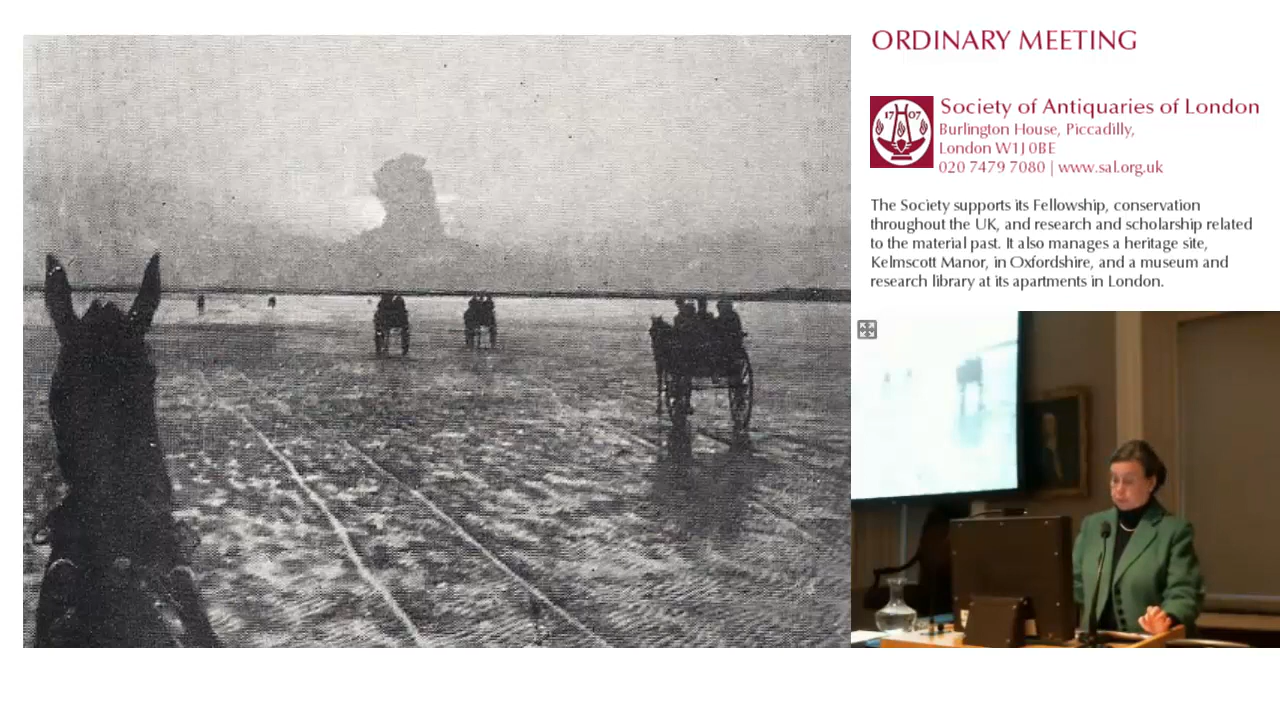 ORDINARY MEETING
17 07
Society of Antiquaries of London
Burlington House, Piccadilly,
London W1J 0BE
020 7479 7080 | www.sal.org.uk
The Society supports its Fellowship, conservation
throughout the UK, and research and scholarship related
to the material past. It also manages a heritage site,
Kelmscott Manor, in Oxfordshire, and a museum and
research library at its apartments in London.